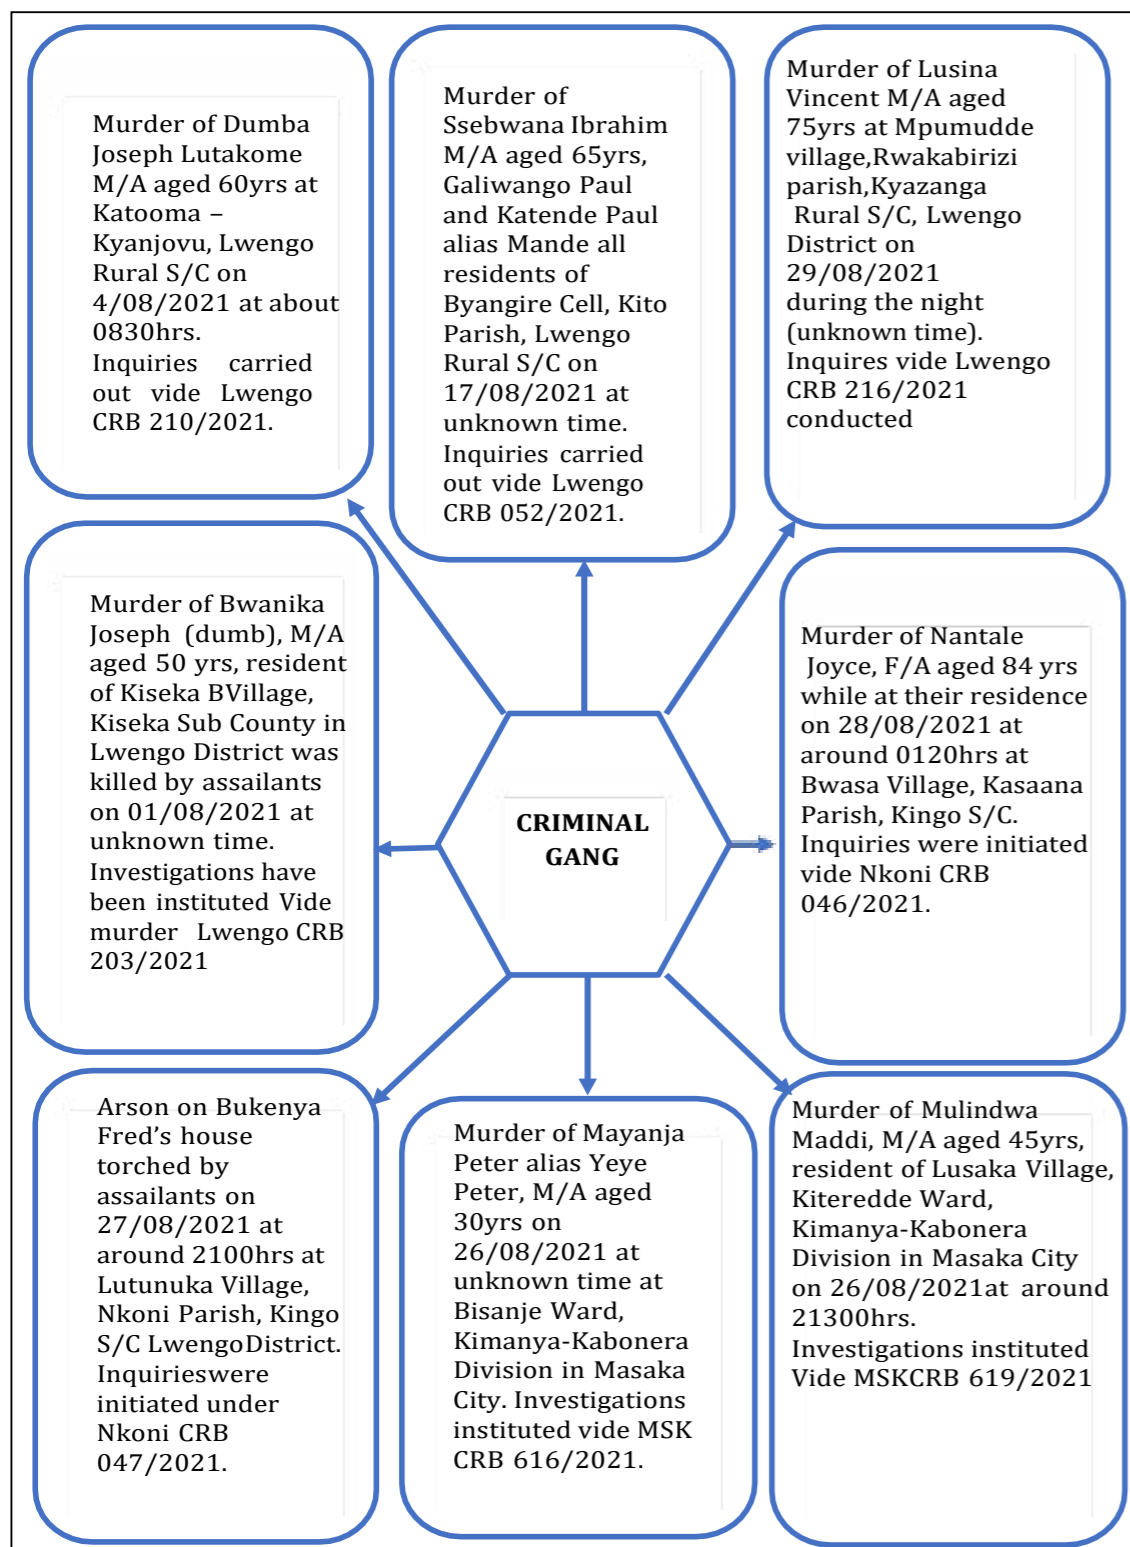 Murder of Dumba
Joseph Lutakome
M/A aged 60yrs at
Katooma –
Kyanjovu, Lwengo
Rural S/C on
4/08/2021 at about
0830hrs.
Inquiries carried
out vide Lwengo
CRB 210/2021.
Murder of
Ssebwana Ibrahim
M/A aged 65yrs,
Galiwango Paul
and Katende Paul
alias Mande all
residents of
Byangire Cell, Kito
Parish, Lwengo
Rural S/C on
17/08/2021 at
unknown time.
Inquiries carried
out vide Lwengo
CRB 052/2021.
Murder of Lusina
Vincent M/A aged
75yrs at Mpumudde
village,Rwakabirizi
parish,Kyazanga
Rural S/C, Lwengo
District on
29/08/2021
during the night
(unknown time).
Inquires vide Lwengo
CRB 216/2021
conducted
Murder of Bwanika
Joseph (dumb), M/A
aged 50 yrs, resident
of Kiseka BVillage,
Kiseka Sub County in
Lwengo District was
killed by assailants
on 01/08/2021 at
unknown time.
Investigations have
been instituted Vide
murder Lwengo CRB
203/2021
CRIMINAL
GANG
Murder of Nantale
Joyce, F/A aged 84 yrs
while at their residence
on 28/08/2021 at
around 0120hrs at
Bwasa Village, Kasaana
Parish, Kingo S/C.
Inquiries were initiated
vide Nkoni CRB
046/2021.
Arson on Bukenya
Fred’s house
torched by
assailants on
27/08/2021 at
around 2100hrs at
Lutunuka Village,
Nkoni Parish, Kingo
S/C LwengoDistrict.
Inquirieswere
initiated under
Nkoni CRB
047/2021.
Murder of Mayanja
Peter alias Yeye
Peter, M/A aged
30yrs on
26/08/2021 at
unknown time at
Bisanje Ward,
Kimanya-Kabonera
Division in Masaka
City. Investigations
instituted vide MSK
CRB 616/2021.
Murder of Mulindwa
Maddi, M/A aged 45yrs,
resident of Lusaka Village,
Kiteredde Ward,
Kimanya-Kabonera
Division in Masaka City
on 26/08/2021at around
21300hrs.
Investigations instituted
Vide MSKCRB 619/2021